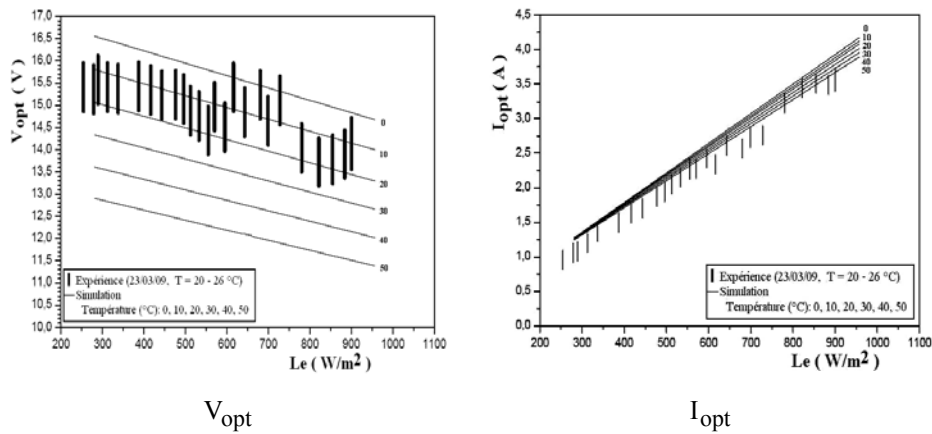 V_opt ( V )
17,0
16,5
16,0
15,5
15,0
14,5
14,0
13,5
13,0
12,5
12,0
11,5
11,0
10,5
10,0
0
10
20
30
40
50
Expérience (23/03/09, T = 20 - 26 °C)
Simulation
Température (°C): 0, 10, 20, 30, 40, 50
200 300 400 500 600 700 800 900 1000 1100
Le ( W/m² )
V_opt
I_opt ( A )
4,5
4,0
3,5
3,0
2,5
2,0
1,5
1,0
0,5
0,0
0
10
20
30
40
50
Expérience (23/03/09, T = 20 - 26 °C)
Simulation
Température (°C): 0, 10, 20, 30, 40, 50
200 300 400 500 600 700 800 900 1000 1100
Le ( W/m² )
I_opt